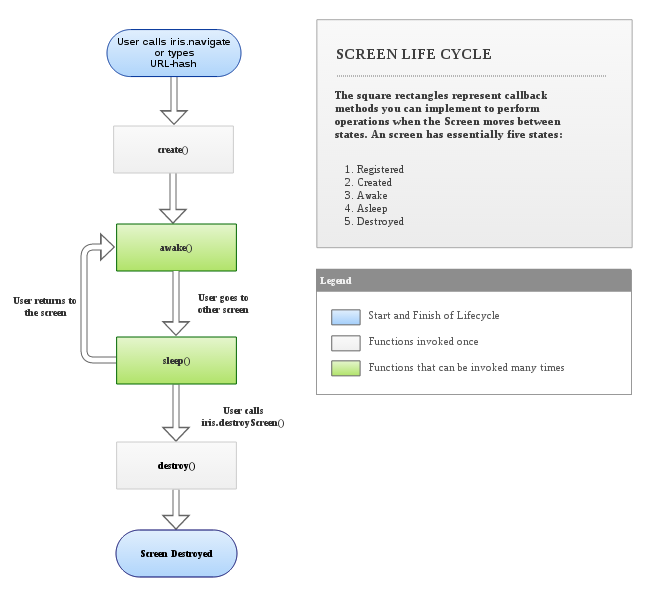 User calls iris.navigate
or types
URL-hash
create()
awake()
User returns to
the screen
User goes to
other screen
sleep()
User calls
iris.destroyScreen()
destroy()
Screen Destroyed
SCREEN LIFE CYCLE
The square rectangles represent callback
methods you can implement to perform
operations when the Screen moves between
states. An screen has essentially five states:
1. Registered
2. Created
3. Awake
4. Asleep
5. Destroyed
Legend
Start and Finish of Lifecycle
Functions invoked once
Functions that can be invoked many times